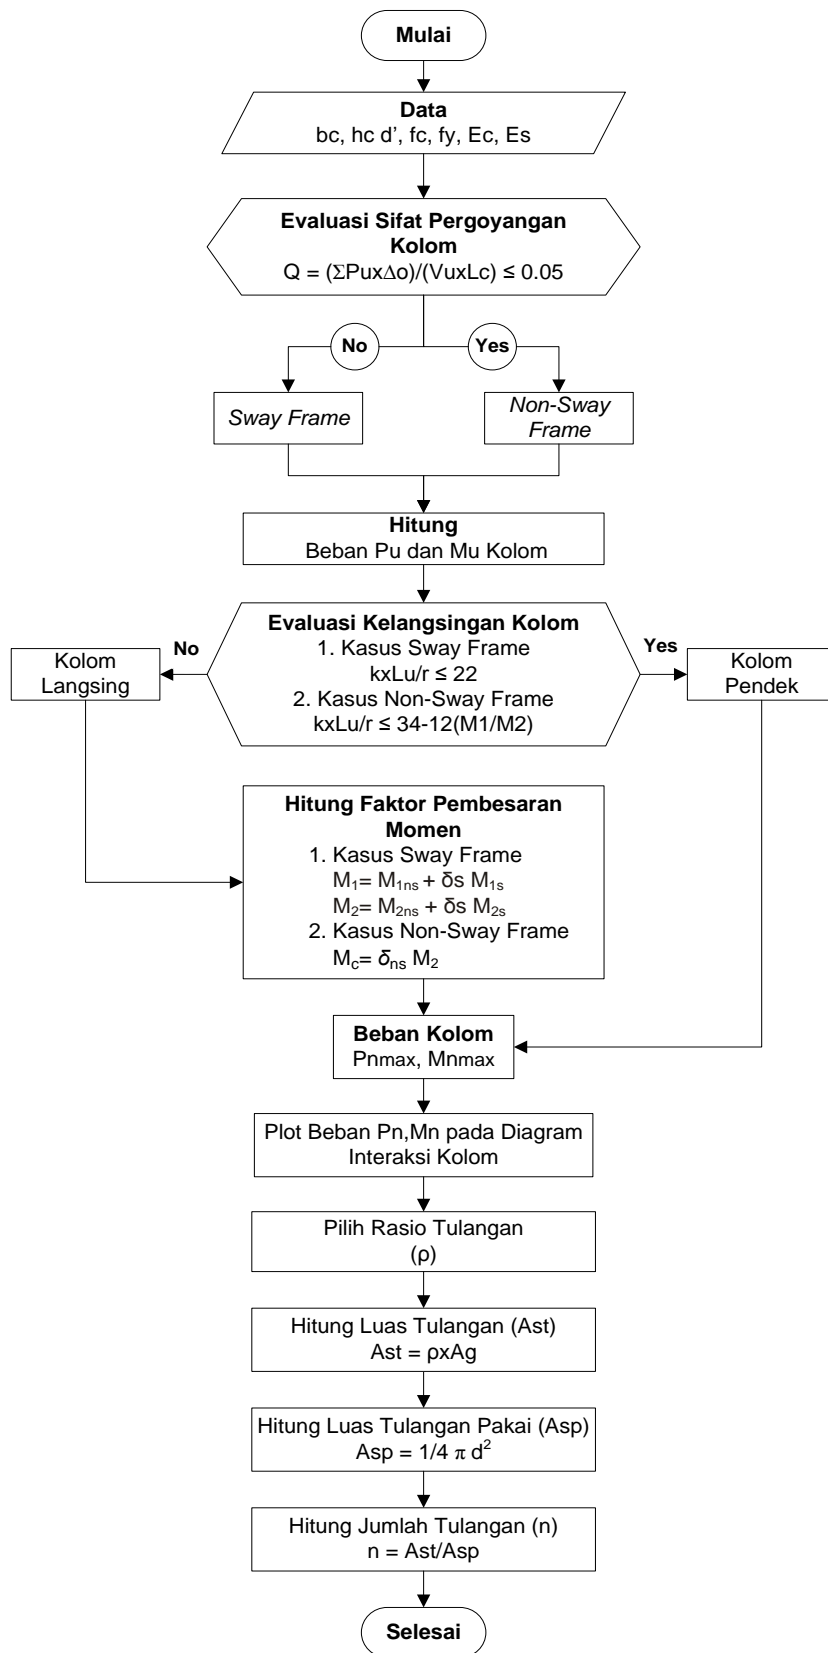 Mulai
Data
bc, hc d’, fc, fy, Ec, Es
Evaluasi Sifat Pergoyangan
Kolom
Q = (ΣPuxΔo)/(VuxLc) ≤ 0.05
No
Yes
Sway Frame
Non-Sway
Frame
Hitung
Beban Pu dan Mu Kolom
Evaluasi Kelangsingan Kolom
1. Kasus Sway Frame
kxLu/r ≤ 22
2. Kasus Non-Sway Frame
kxLu/r ≤ 34-12(M1/M2)
No
Yes
Kolom
Langsing
Kolom
Pendek
Hitung Faktor Pembesaran
Momen
1. Kasus Sway Frame
M₁= M₁ns + δs M₁s
M₂= M₂ns + δs M₂s
2. Kasus Non-Sway Frame
Mc= δns M₂
Beban Kolom
Pnmax, Mnmax
Plot Beban Pn,Mn pada Diagram
Interaksi Kolom
Pilih Rasio Tulangan
(ρ)
Hitung Luas Tulangan (Ast)
Ast = ρxAg
Hitung Luas Tulangan Pakai (Asp)
Asp = 1/4 π d²
Hitung Jumlah Tulangan (n)
n = Ast/Asp
Selesai